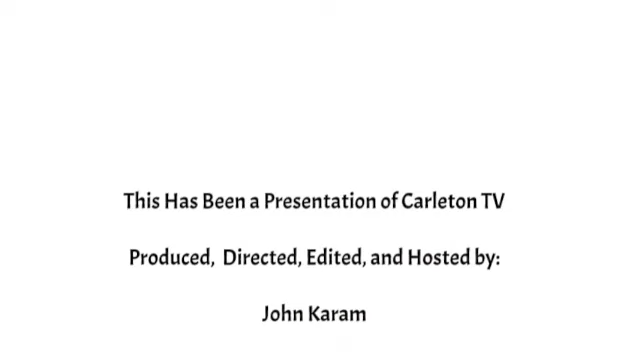 This Has Been a Presentation of Carleton TV
Produced,  Directed, Edited, and Hosted by:
John Karam